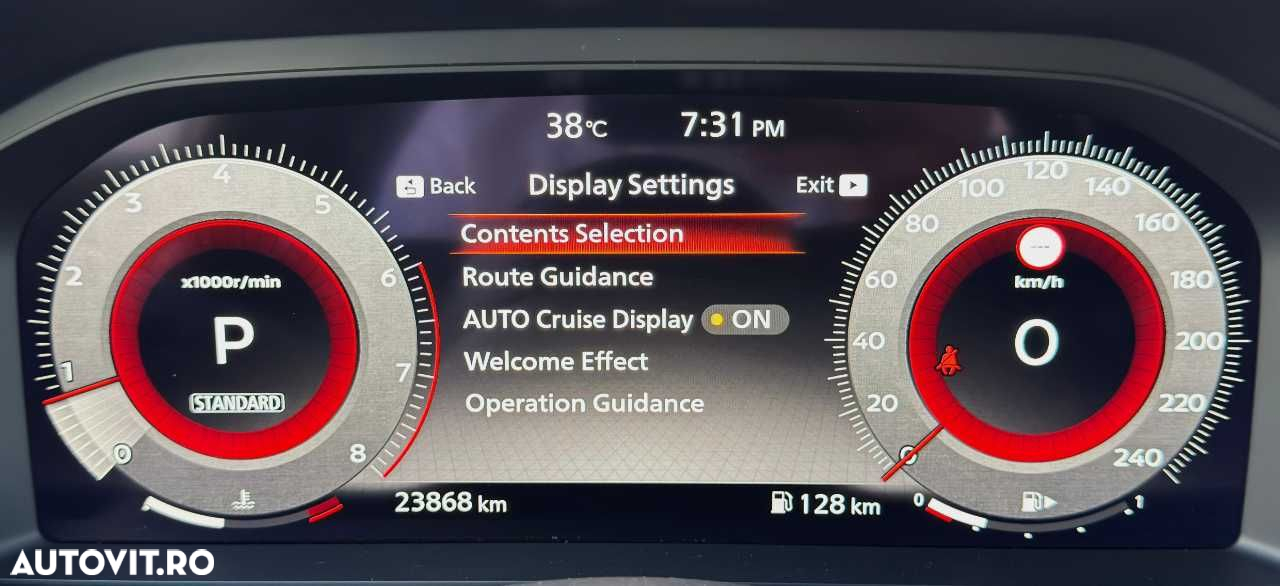 38°C 7:31 PM
Back Display Settings Exit
Contents Selection
Route Guidance
AUTO Cruise Display ON
Welcome Effect
Operation Guidance
0 1 2 3 4 5 6 7 8
x1000r/min
P
STANDARD
0 20 40 60 80 100 120 140 160 180 200 220 240
---
km/h
0
23868 km 128 km
0 1
AUTOVIT.RO